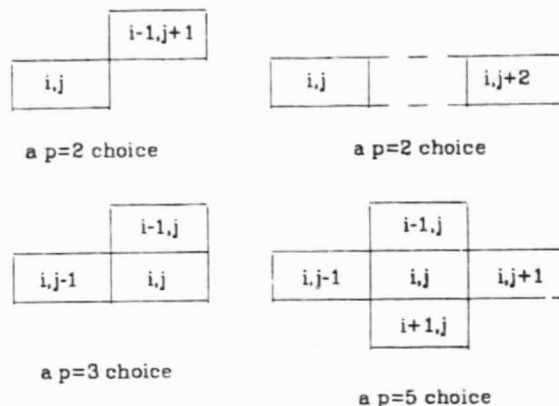 i-1,j+1
i,j
a p=2 choice
i,j i,j+2
a p=2 choice
i-1,j
i,j-1 i,j
a p=3 choice
i-1,j
i,j-1 i,j i,j+1
i+1,j
a p=5 choice